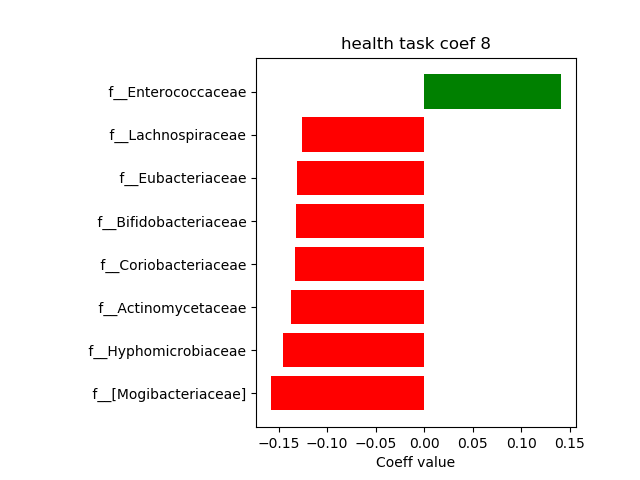 health task coef 8
f__Enterococcaceae
f__Lachnospiraceae
f__Eubacteriaceae
f__Bifidobacteriaceae
f__Coriobacteriaceae
f__Actinomycetaceae
f__Hyphomicrobiaceae
f__[Mogibacteriaceae]
−0.15 −0.10 −0.05 0.00 0.05 0.10 0.15
Coeff value